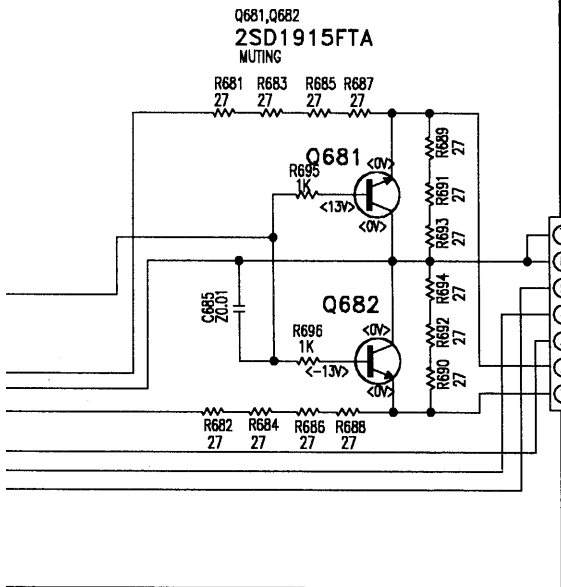 Q681,Q682
2SD1915FTA
MUTING
R681 R683 R685 R687
27 27 27 27
R689
27
Q681
<0V>
R695
1K
R691
27
<13V>
<0V>
R693
27
R694
27
C685
Z0.01
Q682
R696
1K
<0V>
R692
27
<-13V>
<0V>
R690
27
R682 R684 R686 R688
27 27 27 27